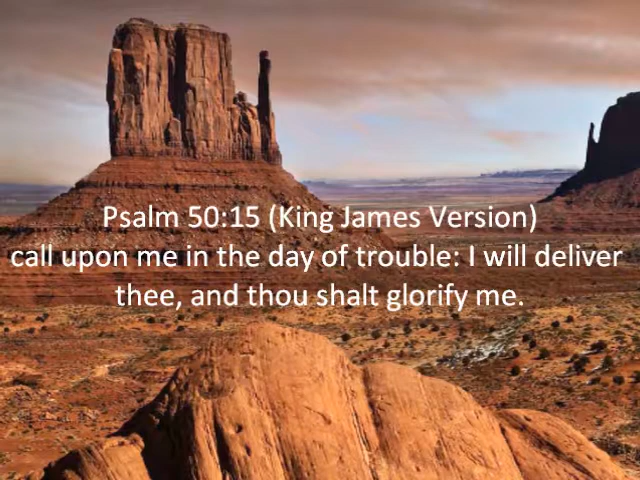 Psalm 50:15 (King James Version)
call upon me in the day of trouble: I will deliver
thee, and thou shalt glorify me.